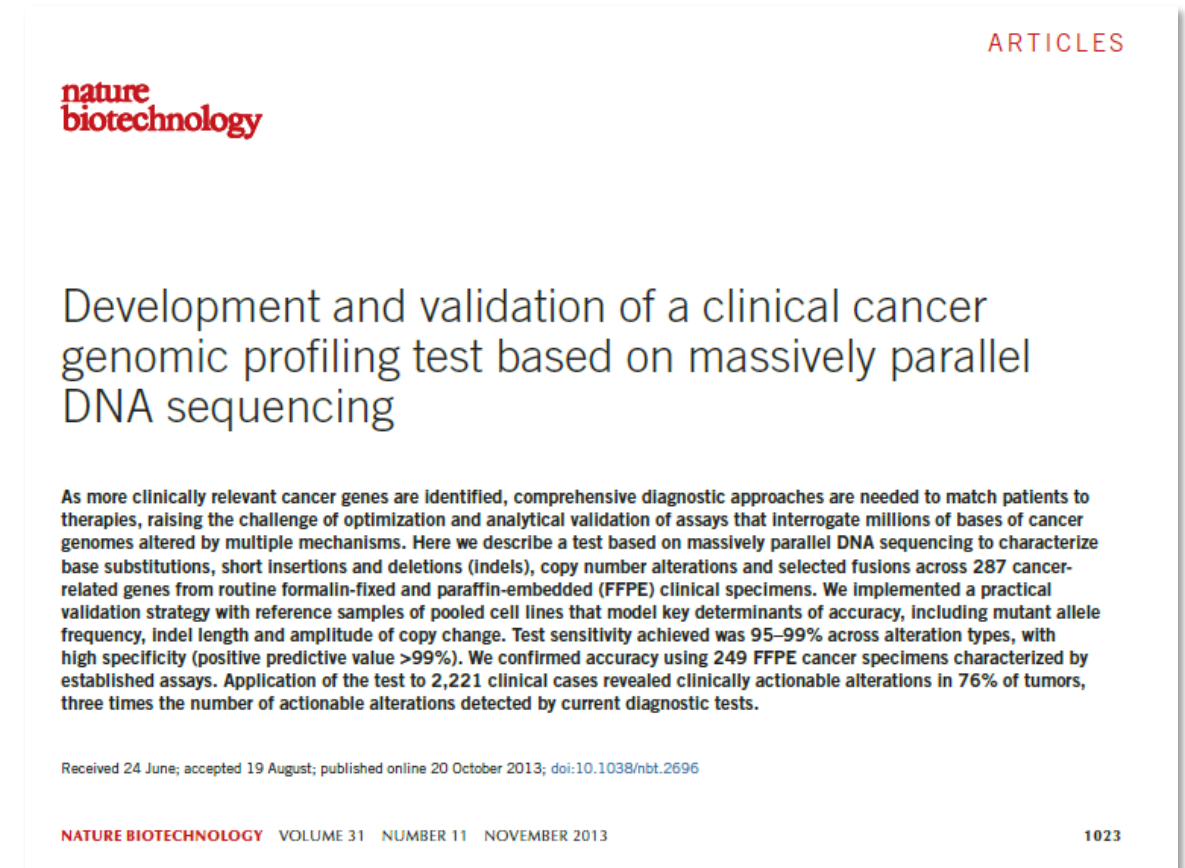 ARTICLES
nature
biotechnology
Development and validation of a clinical cancer
genomic profiling test based on massively parallel
DNA sequencing
As more clinically relevant cancer genes are identified, comprehensive diagnostic approaches are needed to match patients to
therapies, raising the challenge of optimization and analytical validation of assays that interrogate millions of bases of cancer
genomes altered by multiple mechanisms. Here we describe a test based on massively parallel DNA sequencing to characterize
base substitutions, short insertions and deletions (indels), copy number alterations and selected fusions across 287 cancer-
related genes from routine formalin-fixed and paraffin-embedded (FFPE) clinical specimens. We implemented a practical
validation strategy with reference samples of pooled cell lines that model key determinants of accuracy, including mutant allele
frequency, indel length and amplitude of copy change. Test sensitivity achieved was 95–99% across alteration types, with
high specificity (positive predictive value >99%). We confirmed accuracy using 249 FFPE cancer specimens characterized by
established assays. Application of the test to 2,221 clinical cases revealed clinically actionable alterations in 76% of tumors,
three times the number of actionable alterations detected by current diagnostic tests.
Received 24 June; accepted 19 August; published online 20 October 2013; doi:10.1038/nbt.2696
NATURE BIOTECHNOLOGY VOLUME 31 NUMBER 11 NOVEMBER 2013 1023